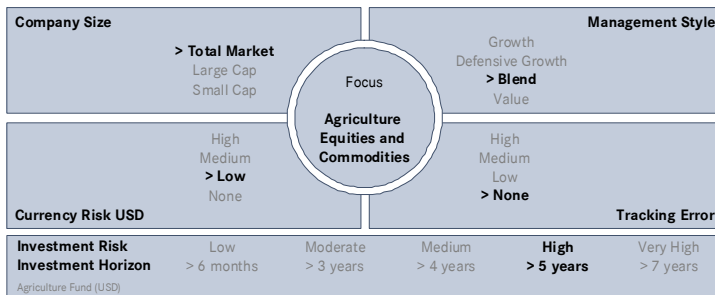 Company Size
> Total Market
Large Cap
Small Cap
Management Style
Growth
Defensive Growth
> Blend
Value
Focus
Agriculture
Equities and
Commodities
High
Medium
> Low
None
Currency Risk USD
High
Medium
Low
> None
Tracking Error
Investment Risk Low Moderate Medium High Very High
Investment Horizon > 6 months > 3 years > 4 years > 5 years > 7 years
Agriculture Fund (USD)